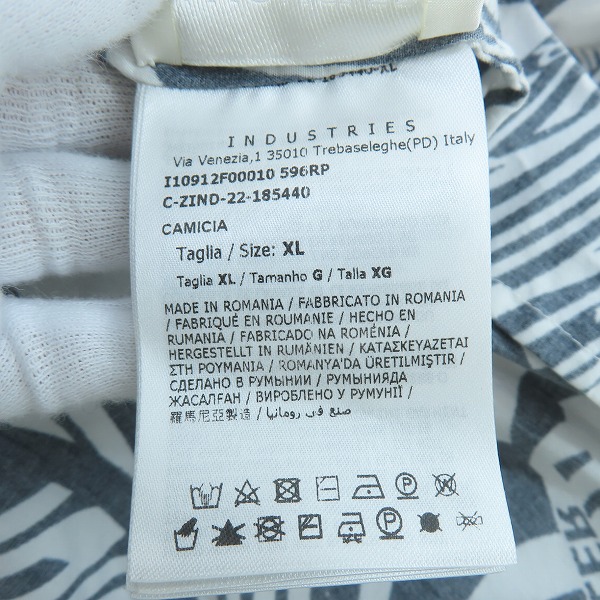 185440-XL
INDUSTRIES
Via Venezia,1 35010 Trebaseleghe(PD) Italy
I10912F00010 596RP
C-ZIND-22-185440
CAMICIA
Taglia / Size: XL
Taglia XL / Tamanho G / Talla XG
MADE IN ROMANIA / FABBRICATO IN ROMANIA
/ FABRIQUÉ EN ROUMANIE / HECHO EN
RUMANIA / FABRICADO NA ROMÉNIA /
HERGESTELLT IN RUMÄNIEN / ΚΑΤΑΣΚΕΥΑΖΕΤΑΙ
ΣΤΗ ΡΟΥΜΑΝΙΑ / ROMANYA'DA ÜRETILMIŞTIR /
СДЕЛАНО В РУМЫНИИ / РУМЫНИЯДА
ЖАСАЛҒАН / ВИРОБЛЕНО У РУМУНІЇ /
羅馬尼亞製造 / صنع في رومانيا